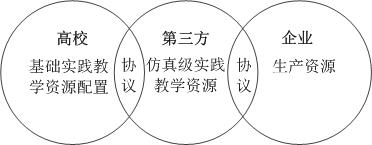 高校
基础实践教
学资源配置
协
议
第三方
仿真级实践
教学资源
协
议
企业
生产资源